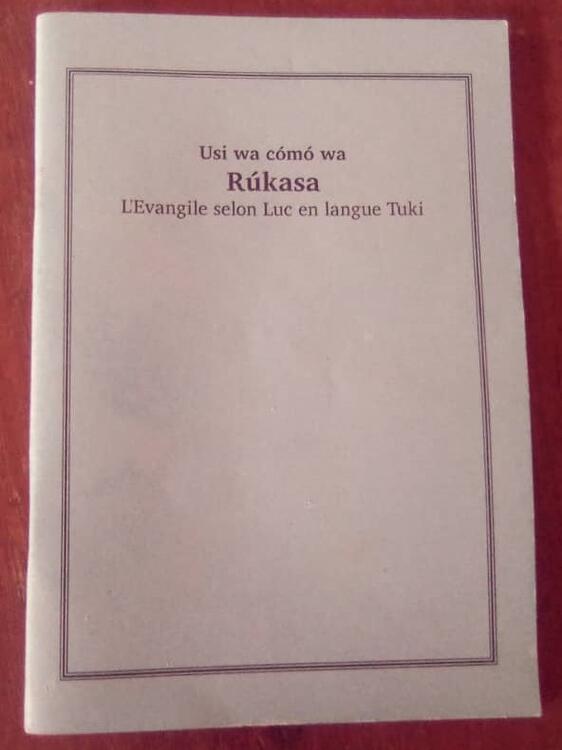 Usi wa cómó wa
Rúkasa
L'Evangile selon Luc en langue Tuki